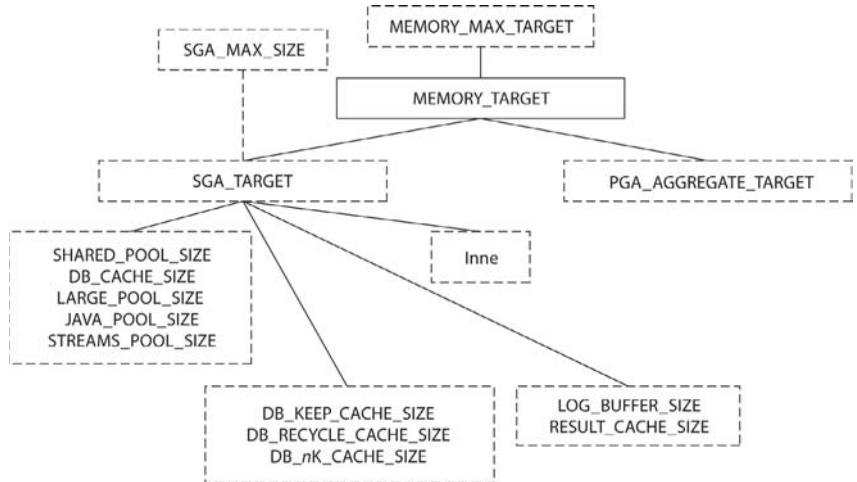 MEMORY_MAX_TARGET
SGA_MAX_SIZE
MEMORY_TARGET
SGA_TARGET
PGA_AGGREGATE_TARGET
SHARED_POOL_SIZE
DB_CACHE_SIZE
LARGE_POOL_SIZE
JAVA_POOL_SIZE
STREAMS_POOL_SIZE
Inne
DB_KEEP_CACHE_SIZE
DB_RECYCLE_CACHE_SIZE
DB_nK_CACHE_SIZE
LOG_BUFFER_SIZE
RESULT_CACHE_SIZE